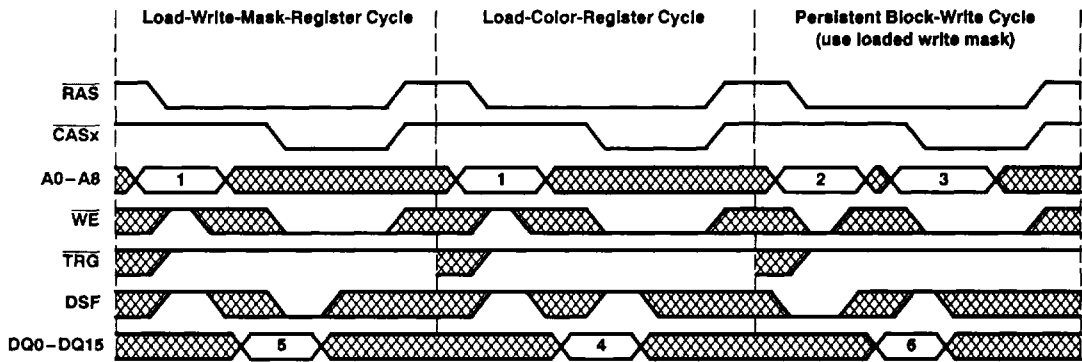 Load-Write-Mask-Register Cycle
Load-Color-Register Cycle
Persistent Block-Write Cycle
(use loaded write mask)
RAS
CASx
A0–A8
1
1
2
3
WE
TRG
DSF
DQ0–DQ15
5
4
6